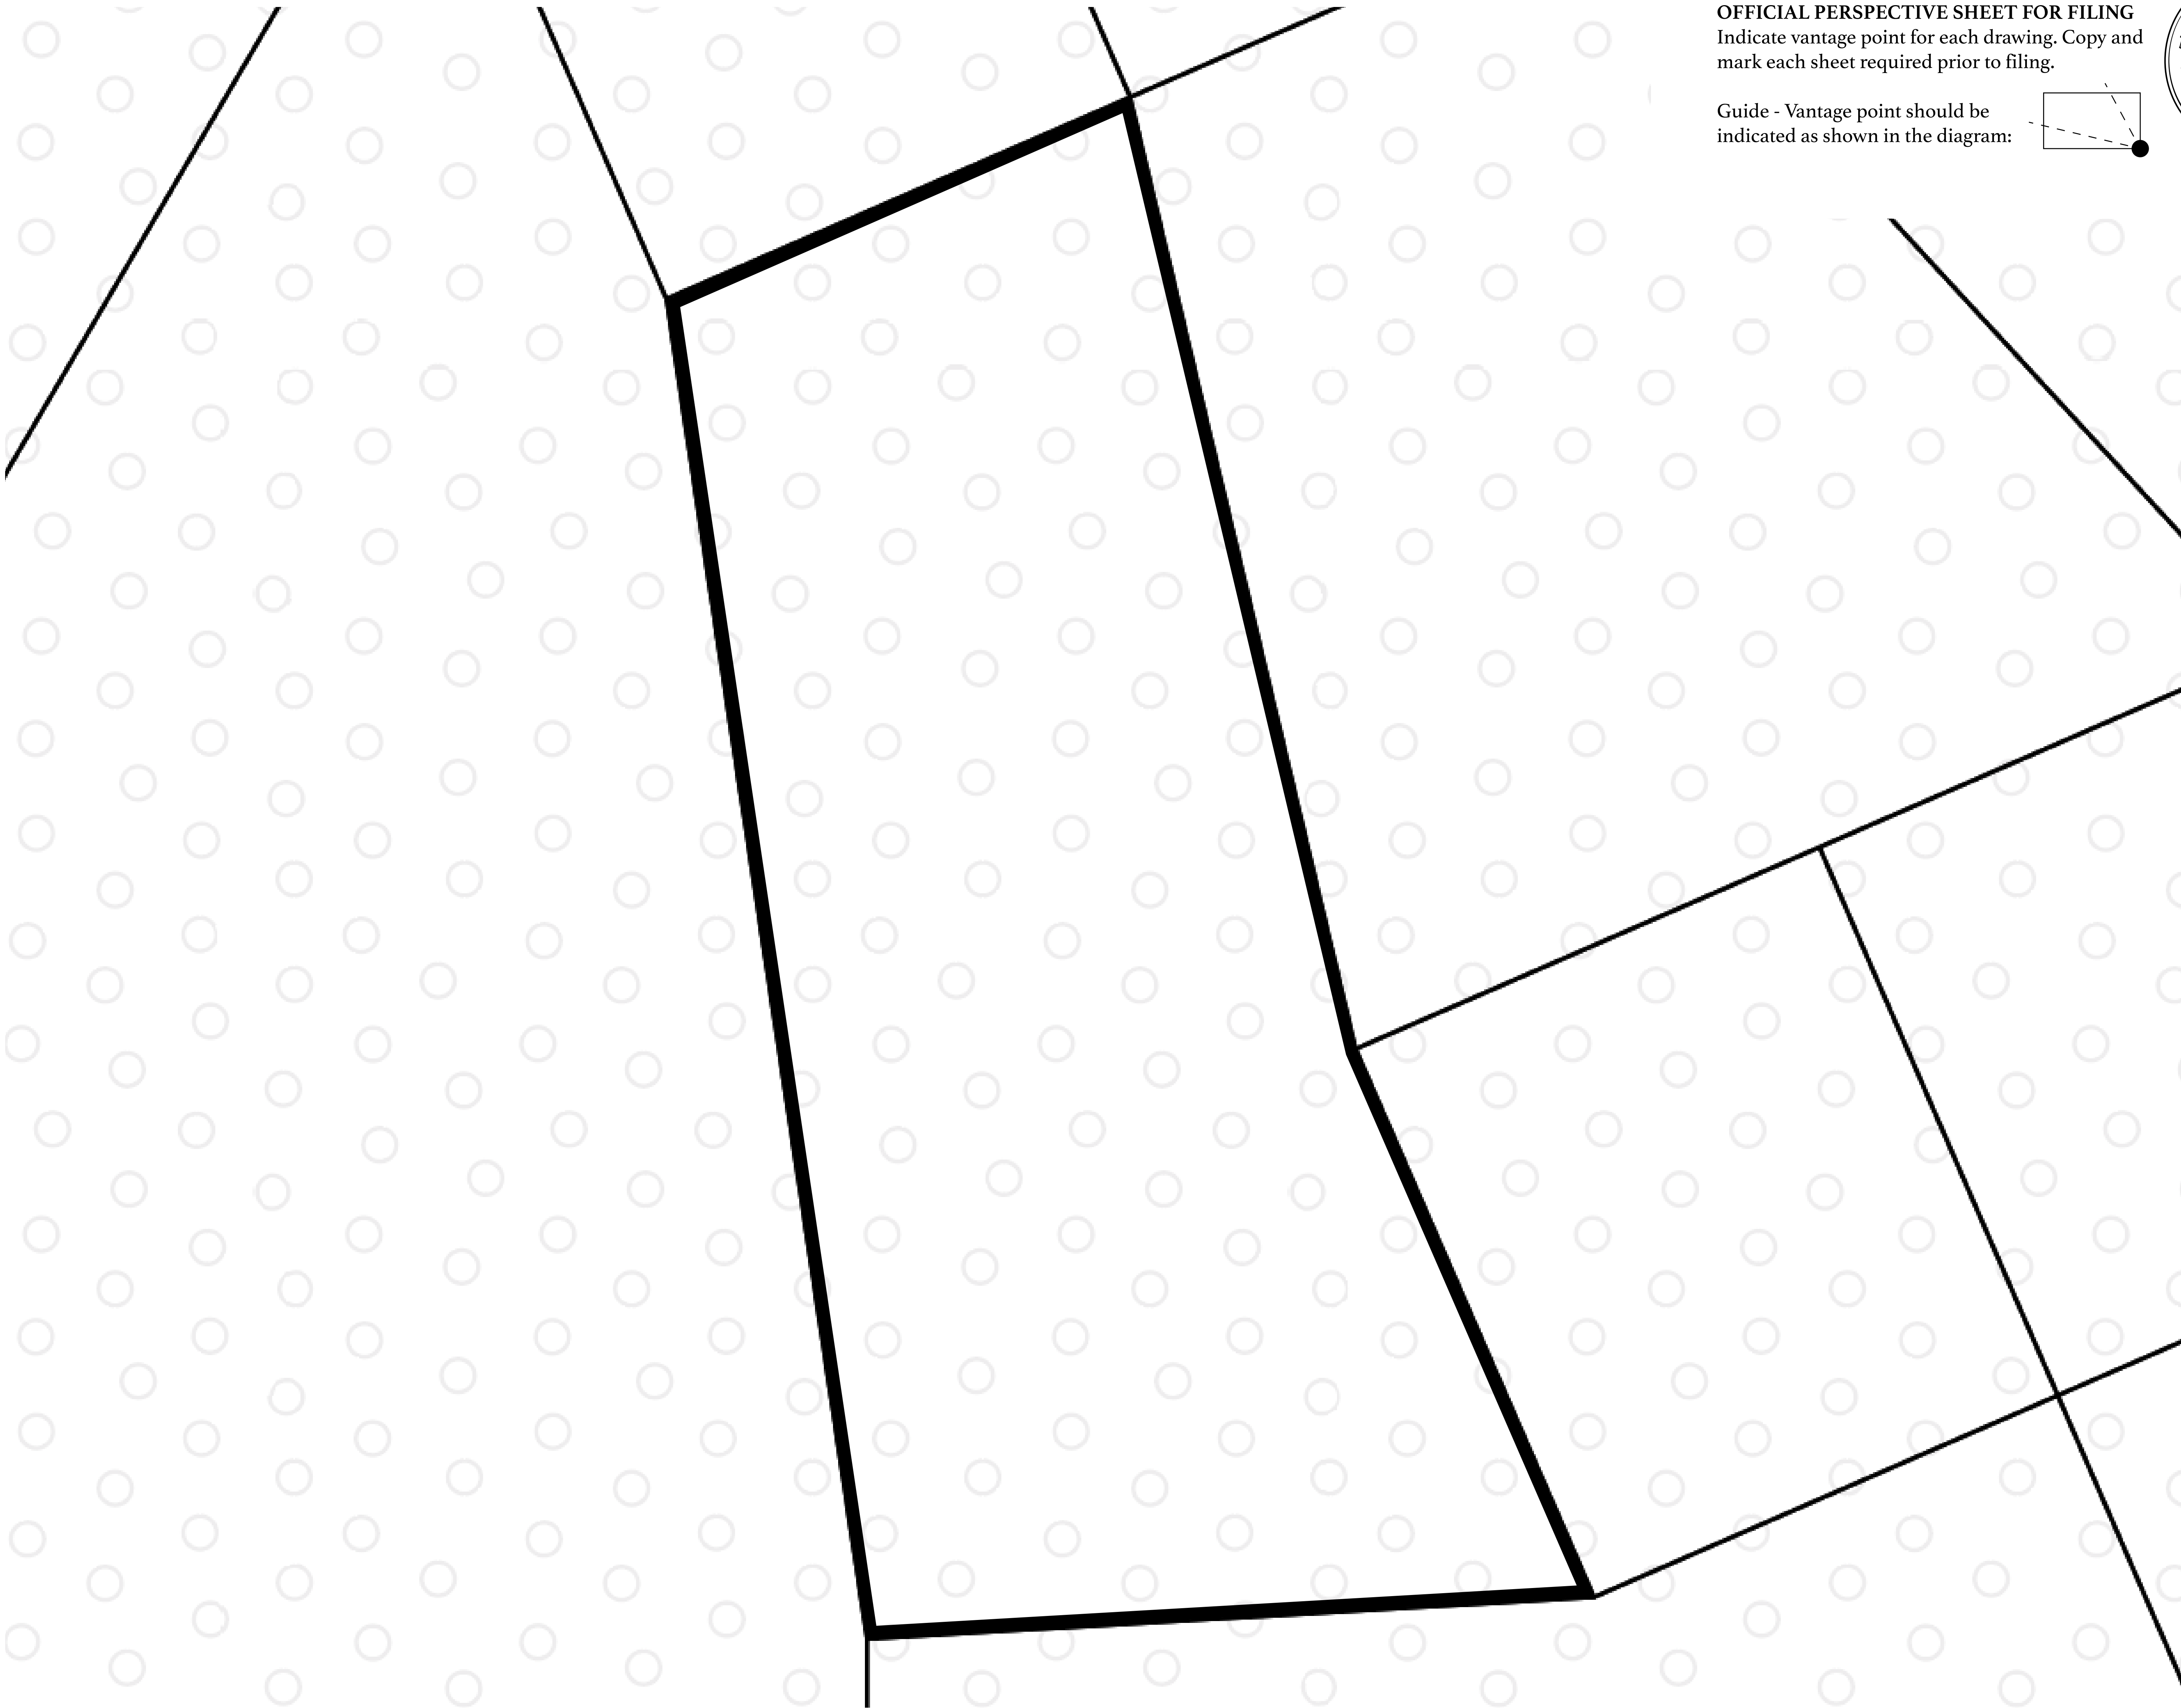 OFFICIAL PERSPECTIVE SHEET FOR FILING
Indicate vantage point for each drawing. Copy and
mark each sheet required prior to filing.
Guide - Vantage point should be
indicated as shown in the diagram: